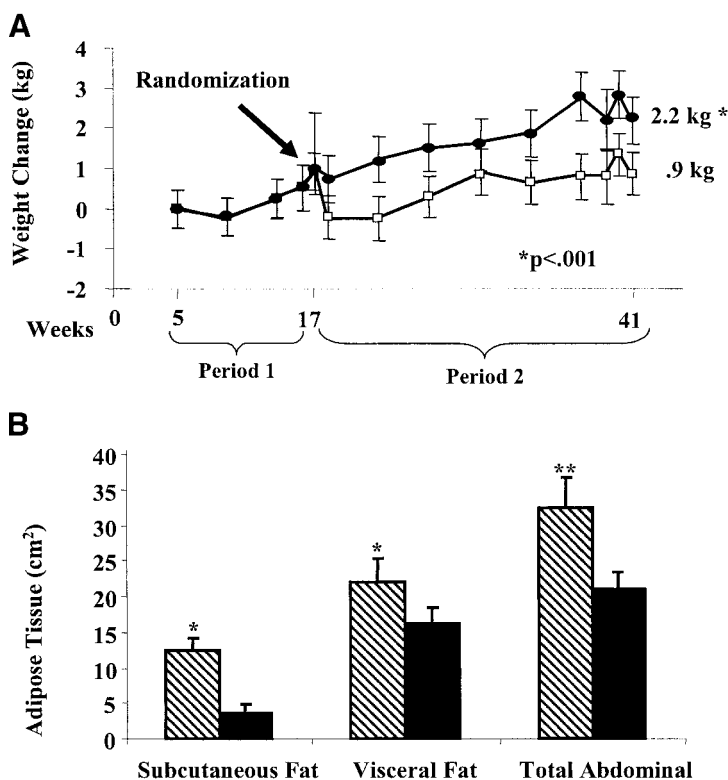 A
Weight Change (kg)
4
3
2
1
0
-1
-2
Randomization
2.2 kg *
.9 kg
*p<.001
Weeks 0 5 17 41
Period 1
Period 2
B
Adipose Tissue (cm²)
40
35
30
25
20
15
10
5
0
*
*
**
Subcutaneous Fat Visceral Fat Total Abdominal